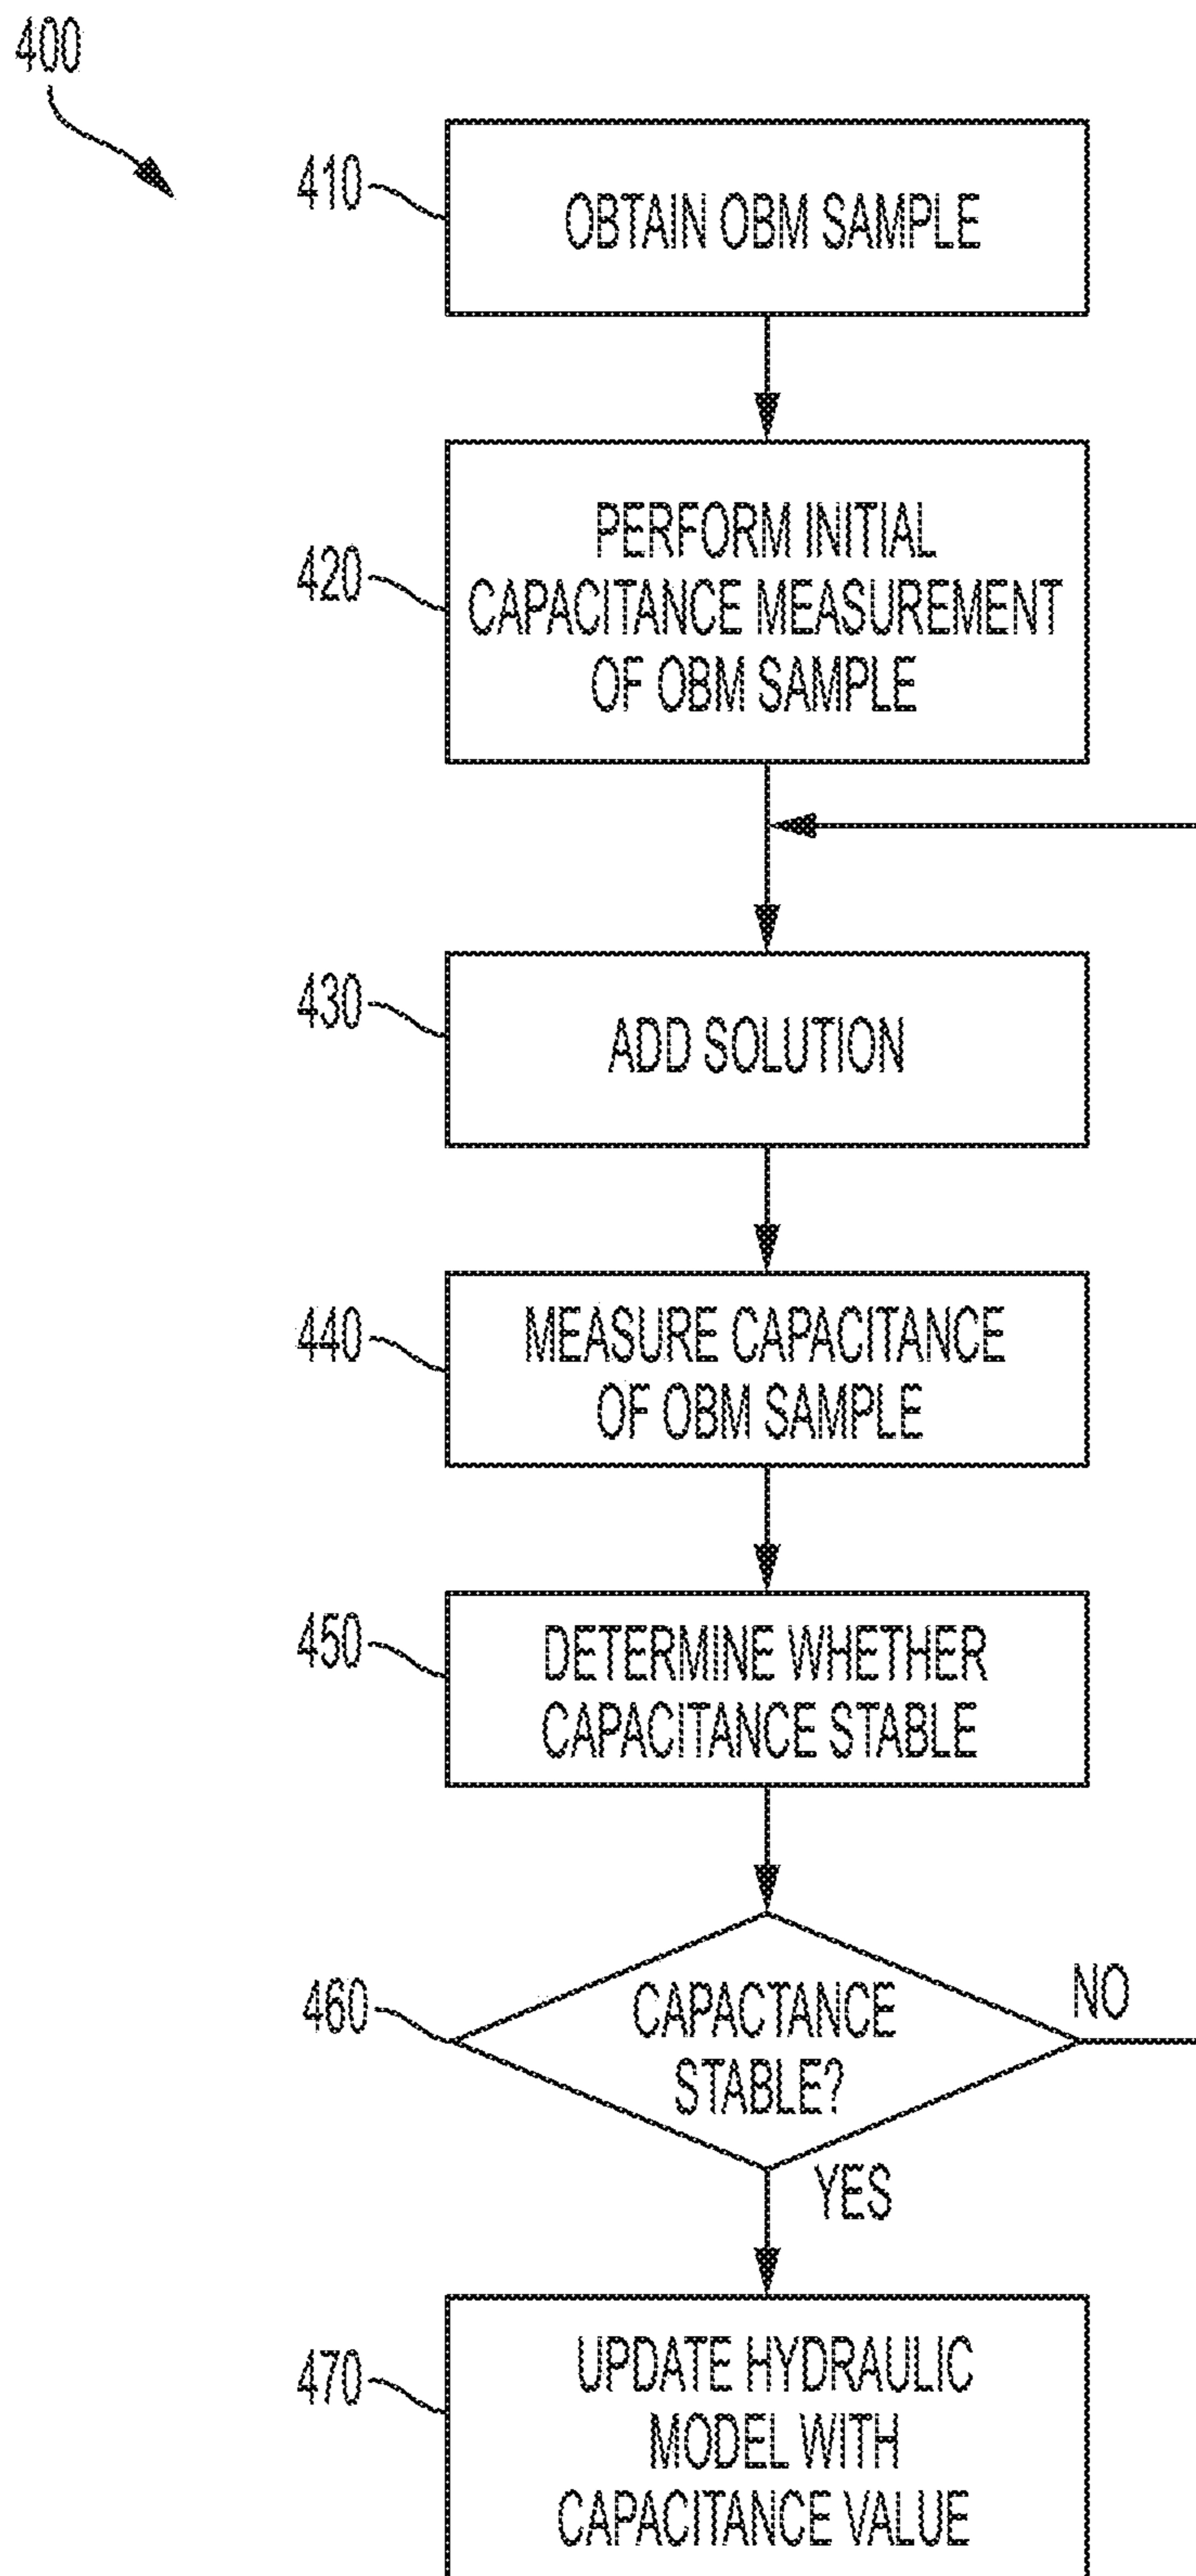 400
410
OBTAIN OBM SAMPLE
420
PERFORM INITIAL
CAPACITANCE MEASUREMENT
OF OBM SAMPLE
430
ADD SOLUTION
440
MEASURE CAPACITANCE
OF OBM SAMPLE
450
DETERMINE WHETHER
CAPACITANCE STABLE
460
CAPACTANCE
STABLE?
NO
YES
470
UPDATE HYDRAULIC
MODEL WITH
CAPACITANCE VALUE